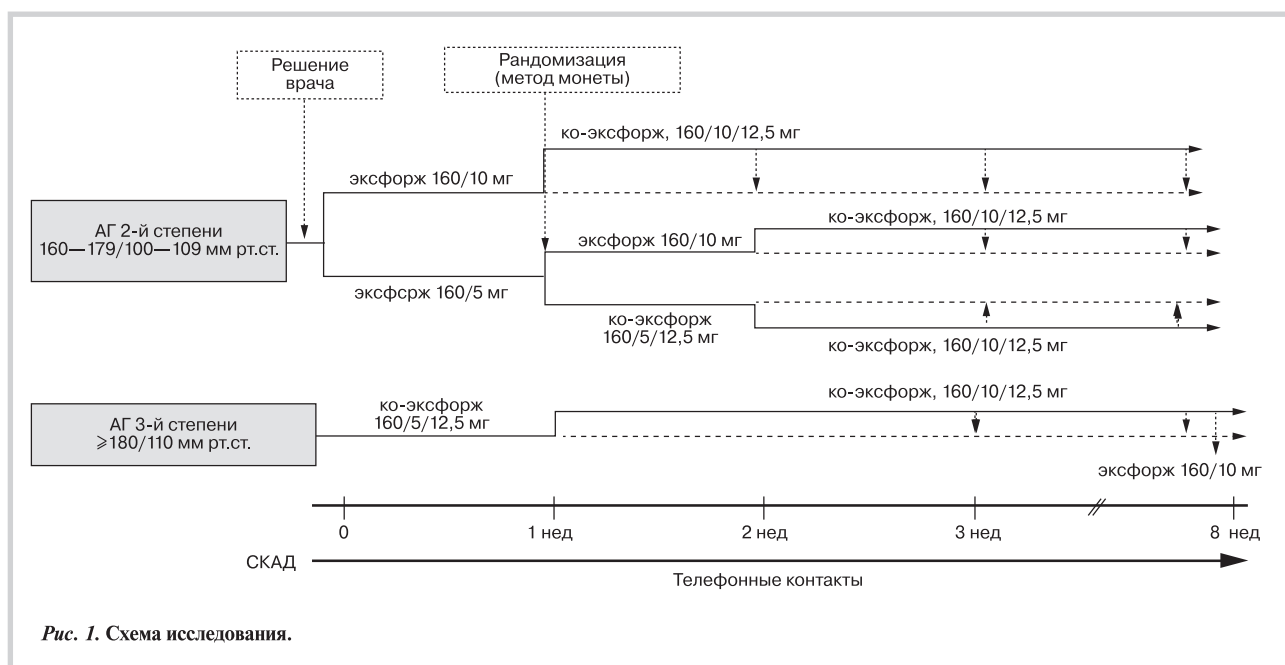 Решение
врача
Рандомизация
(метод монеты)
ко-эксфорж, 160/10/12,5 мг
эксфорж 160/10 мг
АГ 2-й степени
160—179/100—109 мм рт.ст.
ко-эксфорж, 160/10/12,5 мг
эксфорж 160/10 мг
эксфсрж 160/5 мг
ко-эксфорж
160/5/12,5 мг
ко-эксфорж, 160/10/12,5 мг
АГ 3-й степени
⩾180/110 мм рт.ст.
ко-эксфорж
160/5/12,5 мг
ко-эксфорж, 160/10/12,5 мг
эксфорж 160/10 мг
0
1 нед
2 нед
3 нед
8 нед
СКАД
Телефонные контакты
Рис. 1. Схема исследования.